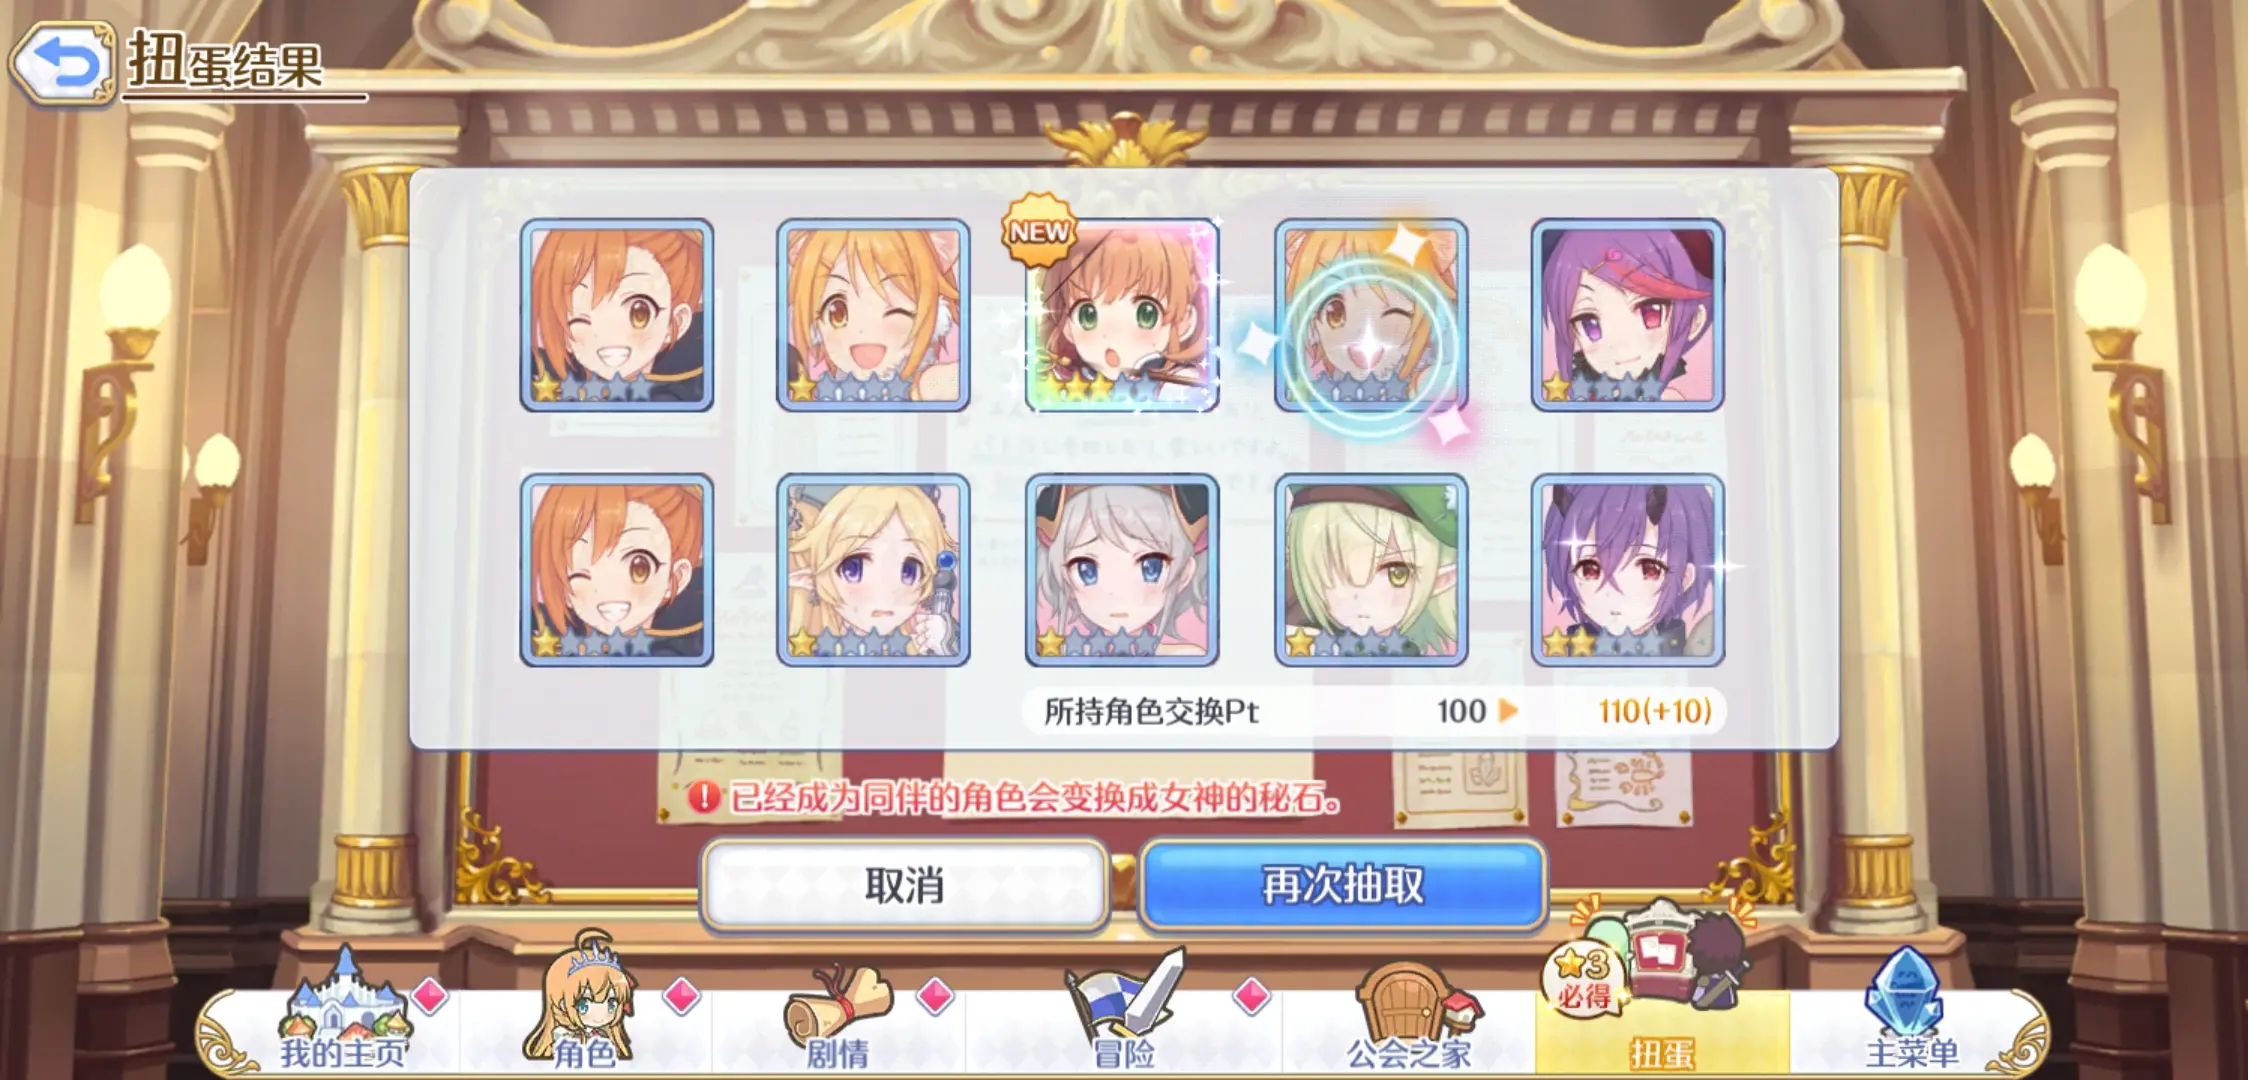 扭蛋结果
NEW
所持角色交换Pt 100 110(+10)
已经成为同伴的角色会变换成女神的秘石。
取消
再次抽取
3
必得
我的主页
角色
剧情
冒险
公会之家
扭蛋
主菜单